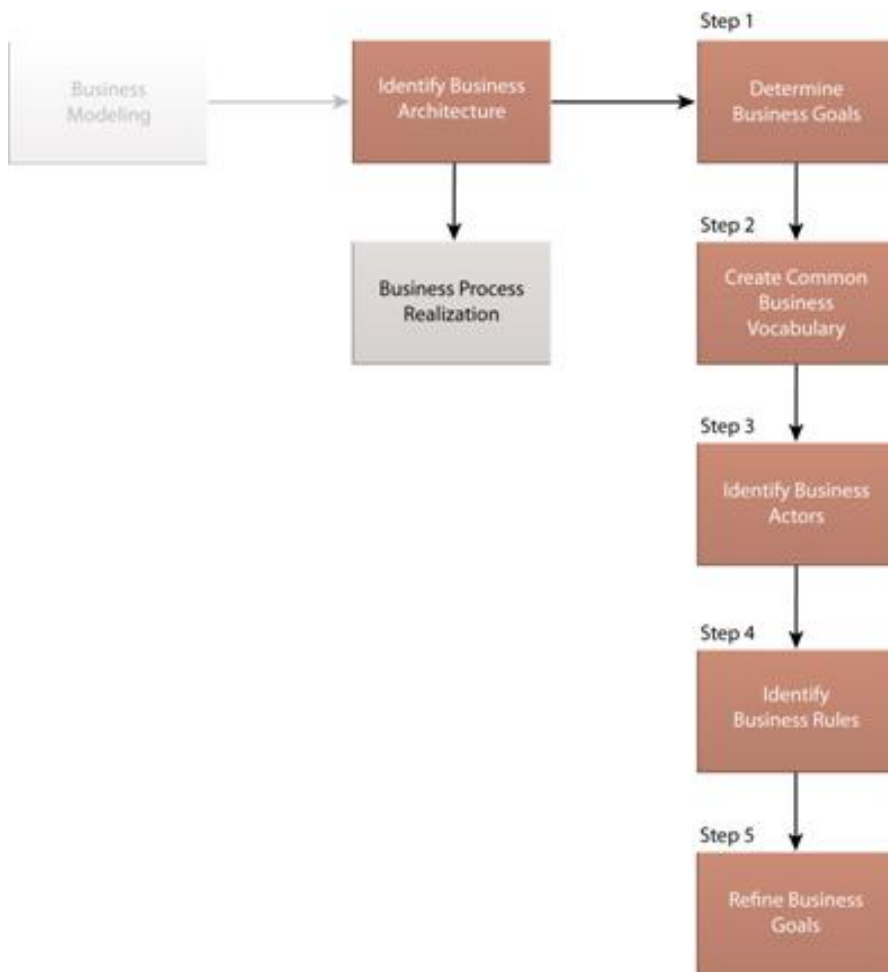 Step 1
Business
Modeling
Identify Business
Architecture
Determine
Business Goals
Step 2
Business Process
Realization
Create Common
Business
Vocabulary
Step 3
Identify Business
Actors
Step 4
Identify
Business Rules
Step 5
Refine Business
Goals